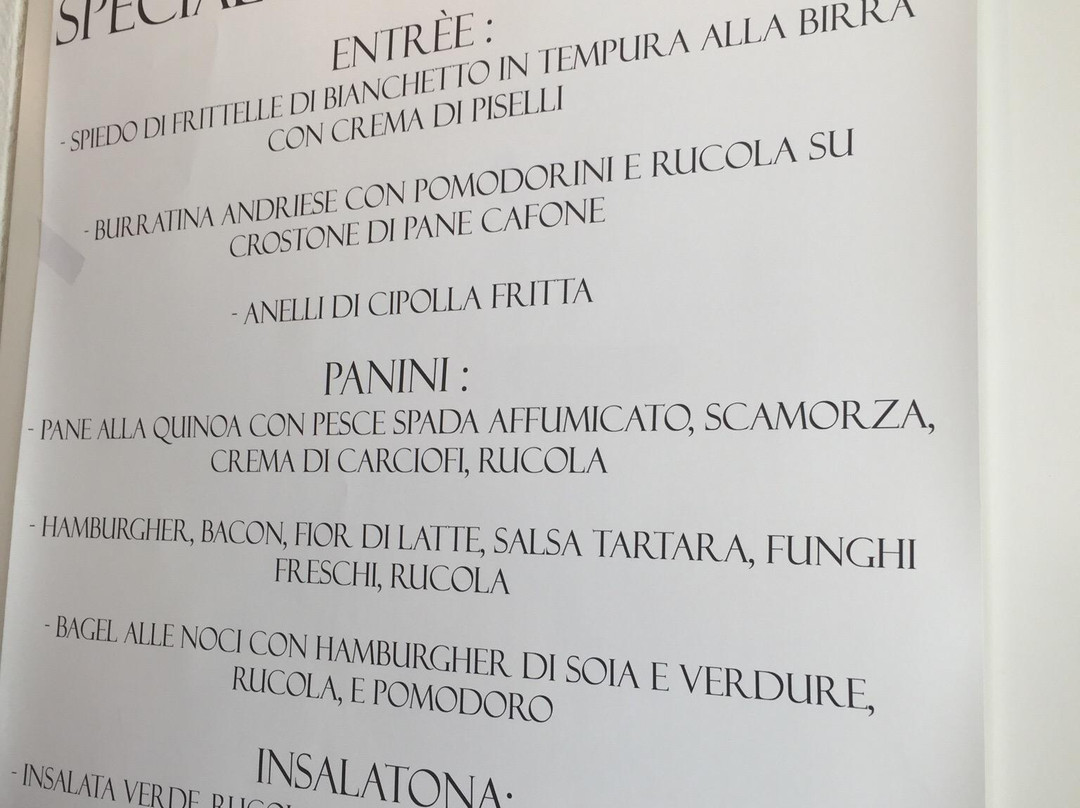 ENTRÈE :
- SPIEDO DI FRITTELLE DI BIANCHETTO IN TEMPURA ALLA BIRRA
CON CREMA DI PISELLI
- BURRATINA ANDRIESE CON POMODORINI E RUCOLA SU
CROSTONE DI PANE CAFONE
- ANELLI DI CIPOLLA FRITTA
PANINI :
- PANE ALLA QUINOA CON PESCE SPADA AFFUMICATO, SCAMORZA,
CREMA DI CARCIOFI, RUCOLA
- HAMBURGHER, BACON, FIOR DI LATTE, SALSA TARTARA, FUNGHI
FRESCHI, RUCOLA
- BAGEL ALLE NOCI CON HAMBURGHER DI SOIA E VERDURE,
RUCOLA, E POMODORO
INSALATONA:
- INSALATA VERDE,